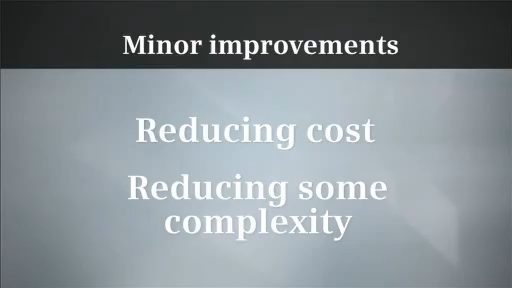 Minor improvements
Reducing cost
Reducing some
complexity